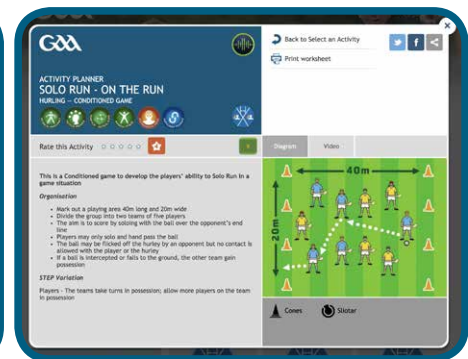 GAA
Back to Select an Activity
Print worksheet
ACTIVITY PLANNER
SOLO RUN - ON THE RUN
HURLING – CONDITIONED GAME
Rate this Activity
Diagram
Video
This is a Conditioned game to develop the players' ability to Solo Run in a
game situation
Organisation
Mark out a playing area 40m long and 20m wide
Divide the group into two teams of five players
The aim is to score by soloing with the ball over the opponent's end
line
Players may only solo and hand pass the ball
The ball may be flicked off the hurley by an opponent but no contact is
allowed with the player or the hurley
If a ball is intercepted or falls to the ground, the other team gain
possession
STEP Variation
Players - The teams take turns in possession; allow more players on the team
in possession
40m
20m
Cones
Sliotar